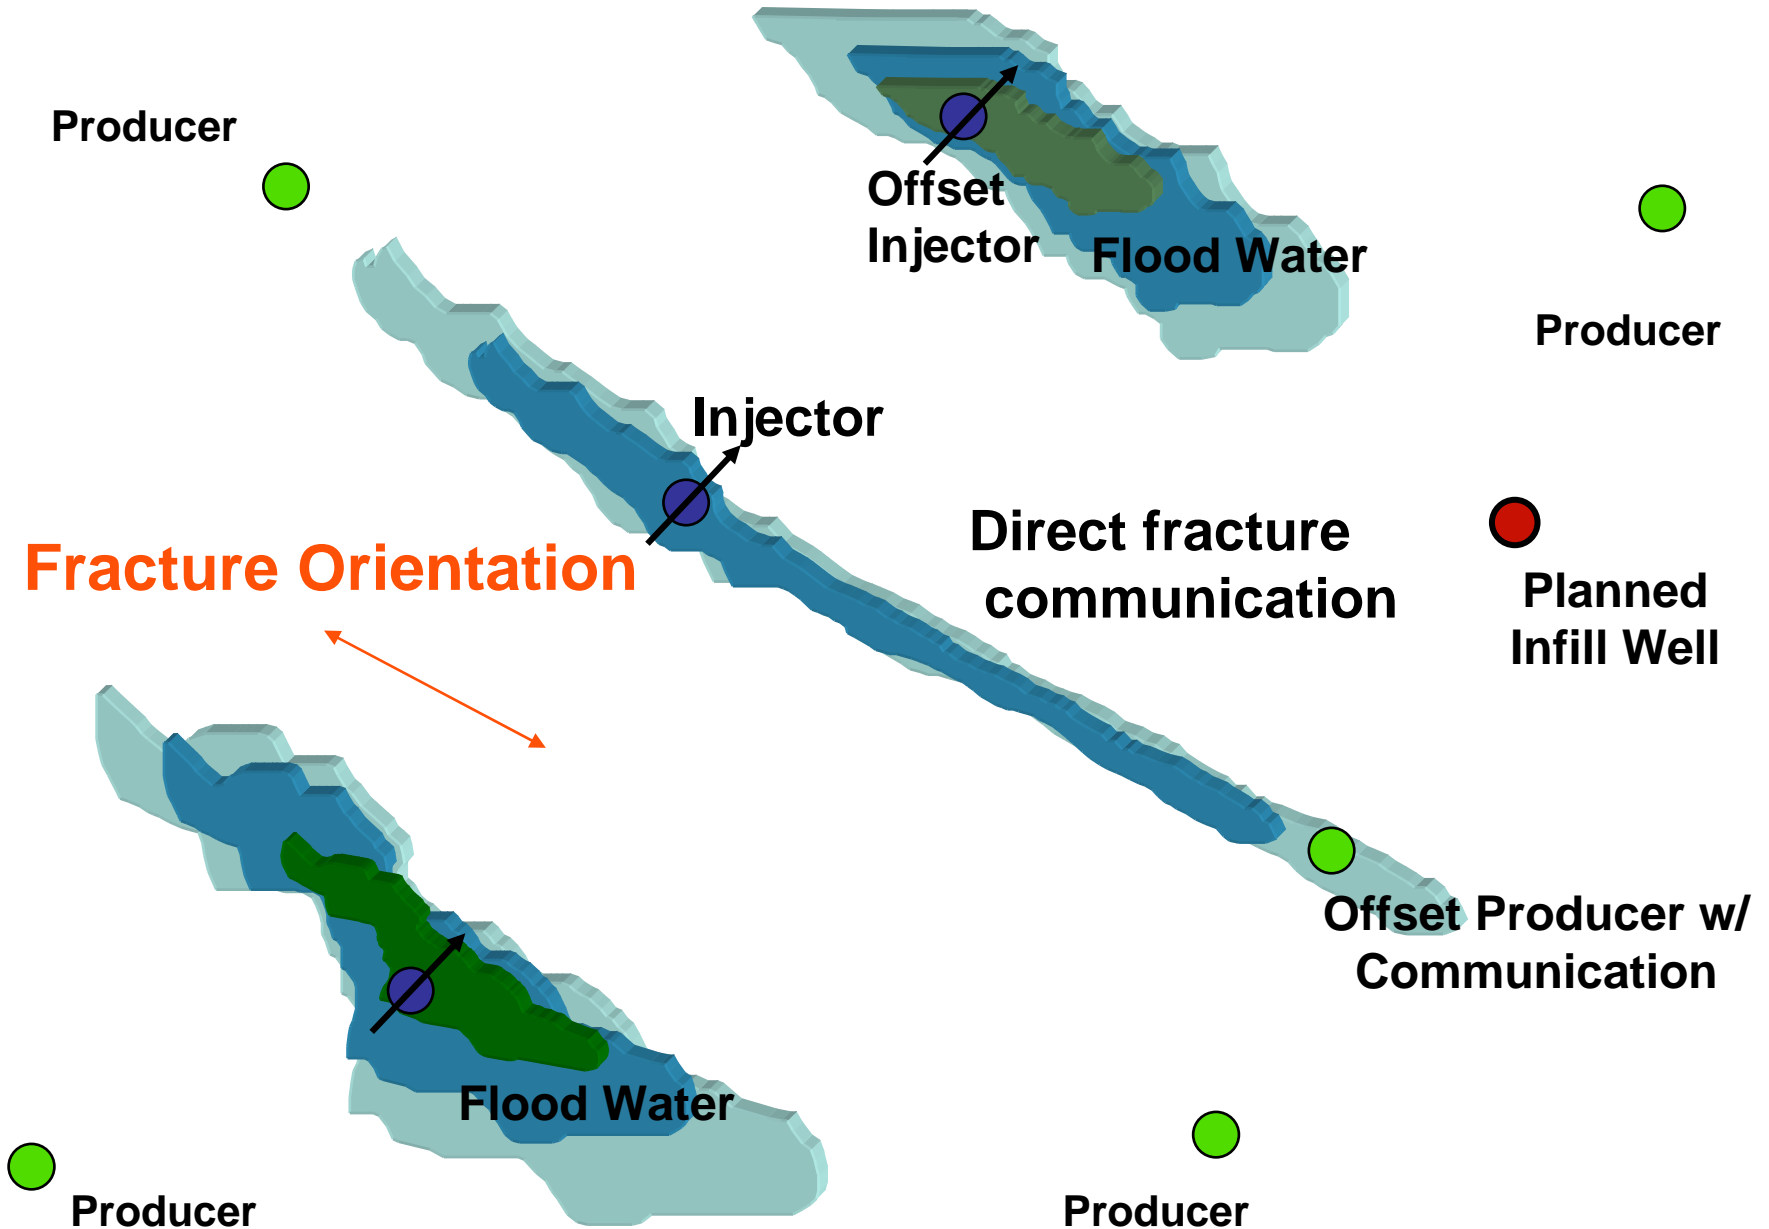 Producer
Offset
Injector
Flood Water
Producer
Injector
Direct fracture
communication
Fracture Orientation
Planned
Infill Well
Offset Producer w/
Communication
Flood Water
Producer
Producer